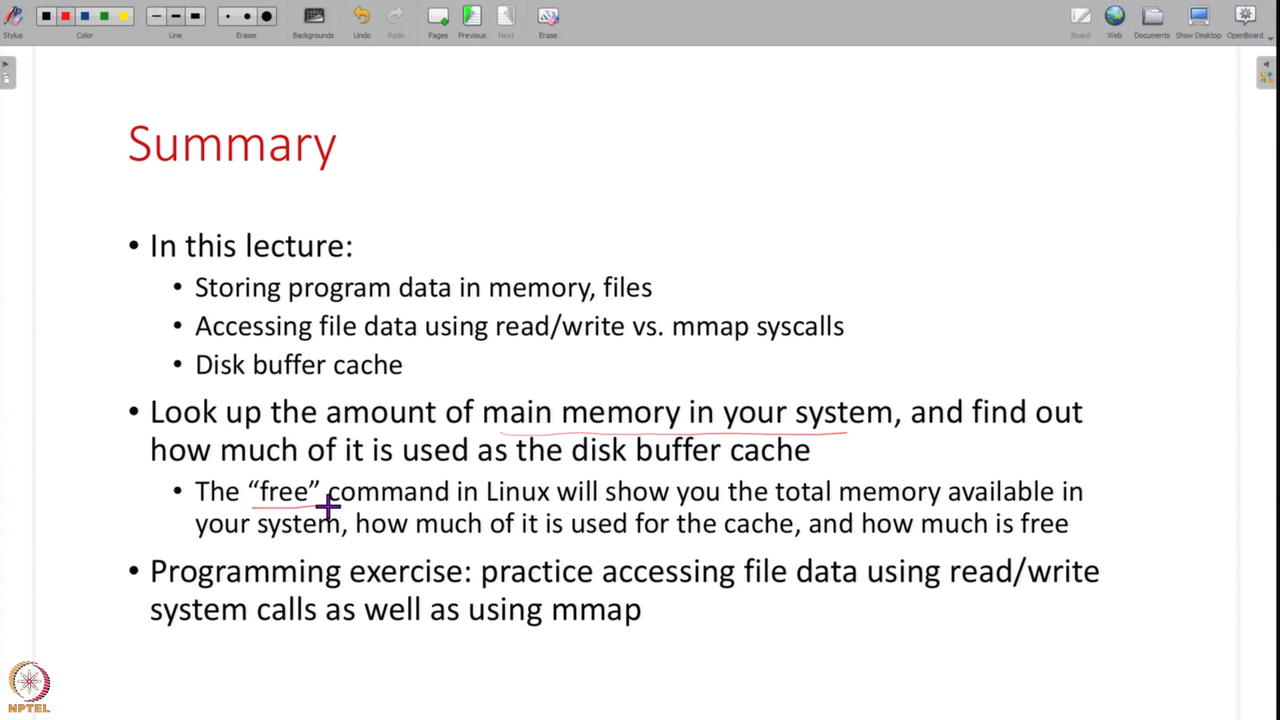 Stylus
Color
Line
Eraser
Backgrounds
Undo
Redo
Pages
Previous
Next
Erase
Board
Web
Documents
Show Desktop
OpenBoard
Summary
• In this lecture:
• Storing program data in memory, files
• Accessing file data using read/write vs. mmap syscalls
• Disk buffer cache
• Look up the amount of main memory in your system, and find out
how much of it is used as the disk buffer cache
• The “free” command in Linux will show you the total memory available in
your system, how much of it is used for the cache, and how much is free
• Programming exercise: practice accessing file data using read/write
system calls as well as using mmap
NPTEL